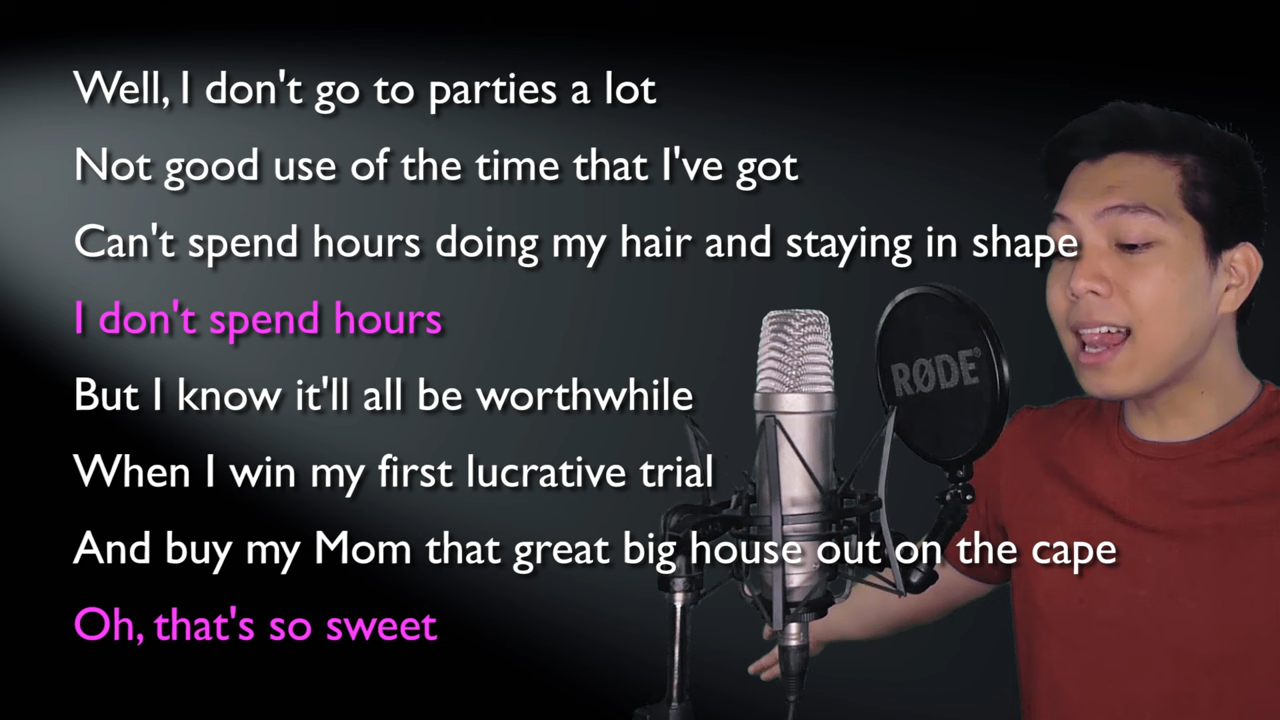 Well, I don't go to parties a lot
Not good use of the time that I've got
Can't spend hours doing my hair and staying in shape
I don't spend hours
But I know it'll all be worthwhile
When I win my first lucrative trial
And buy my Mom that great big house out on the cape
Oh, that's so sweet
RØDE